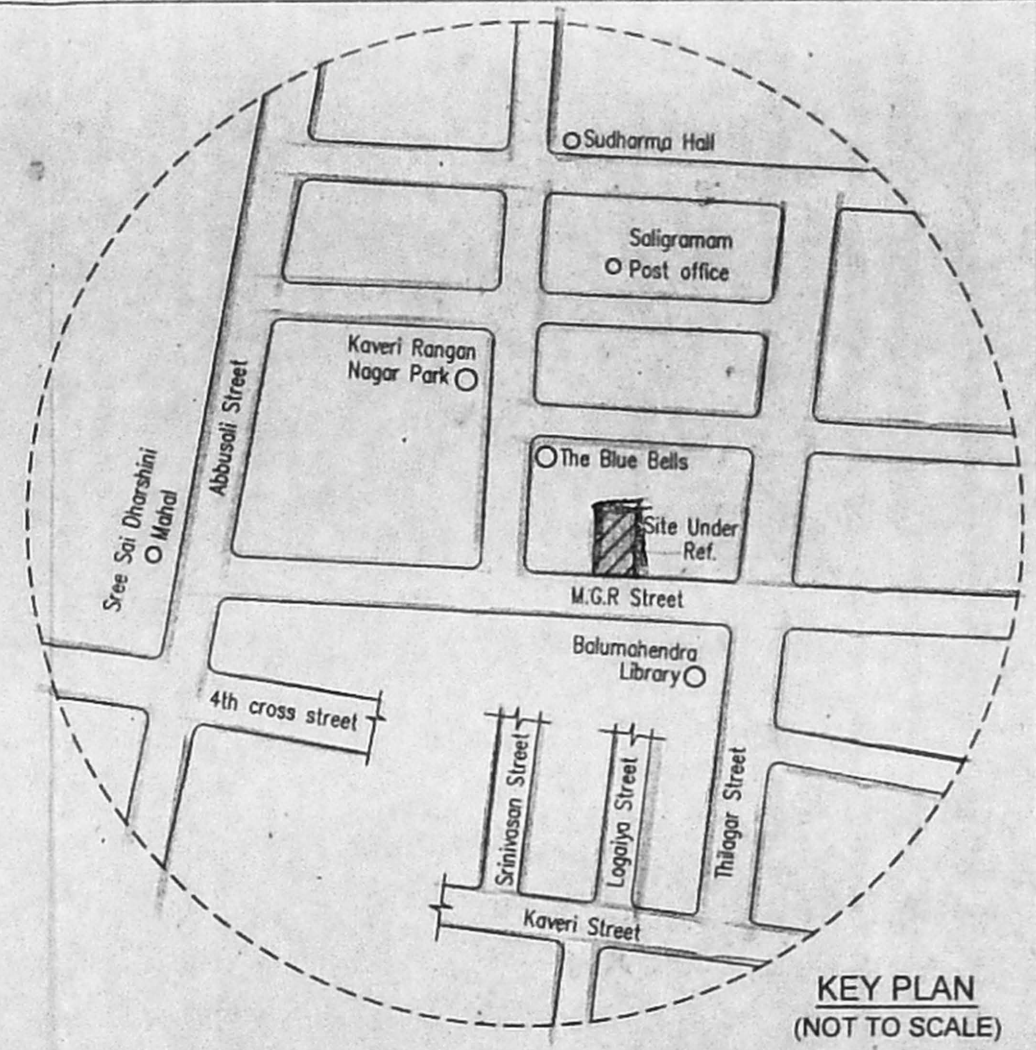 Sudharma Hall
Saligramam
Post office
Kaveri Rangan
Nagar Park
Abbusali Street
The Blue Bells
Sree Sai Dharshini
Mahal
Site Under
Ref.
M.G.R Street
Balumahendra
Library
4th cross street
Srinivasan Street
Logaiya Street
Thilagar Street
Kaveri Street
KEY PLAN
(NOT TO SCALE)